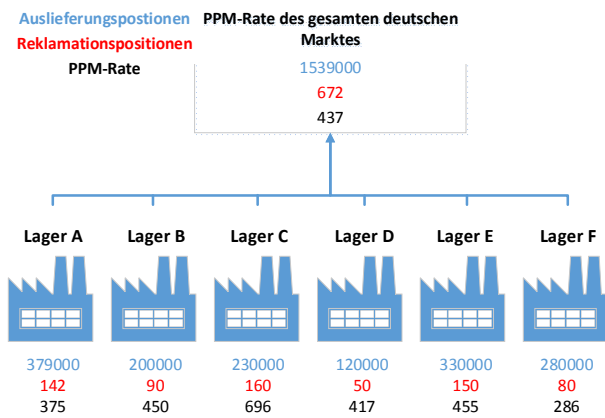 Auslieferungspostionen
Reklamationspositionen
PPM-Rate
PPM-Rate des gesamten deutschen
Marktes
1539000
672
437
Lager A Lager B Lager C Lager D Lager E Lager F
379000 200000 230000 120000 330000 280000
142 90 160 50 150 80
375 450 696 417 455 286